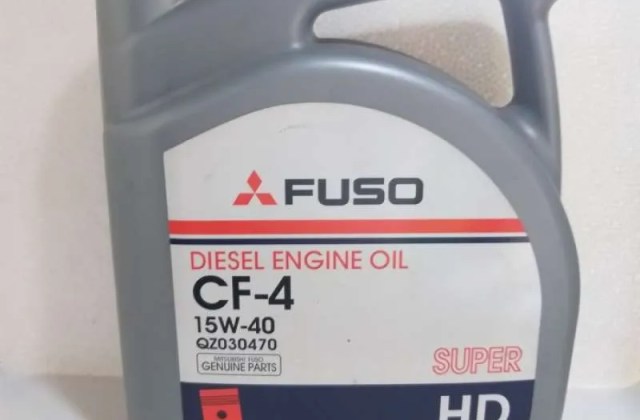 FUSO
DIESEL ENGINE OIL
CF-4
15W-40
QZ030470
MITSUBISHI FUSO
GENUINE PARTS
SUPER
HD